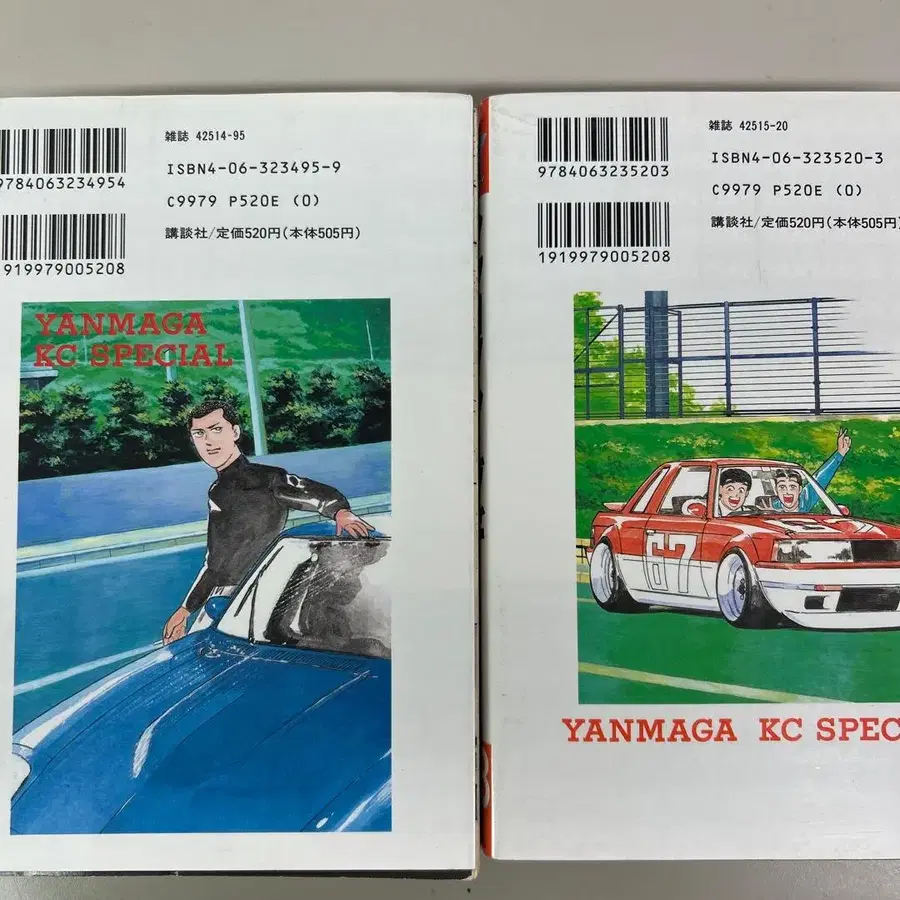 雑誌 42514-95
ISBN4-06-323495-9
9784063234954
C9979 P520E (0)
919979005208
講談社/定価520円(本体505円)
YANMAGA
KC SPECIAL
雑誌 42515-20
ISBN4-06-323520-3
9784063235203
C9979 P520E (0)
1919979005208
講談社/定価520円(本体505円)
67
YANMAGA KC SPEC